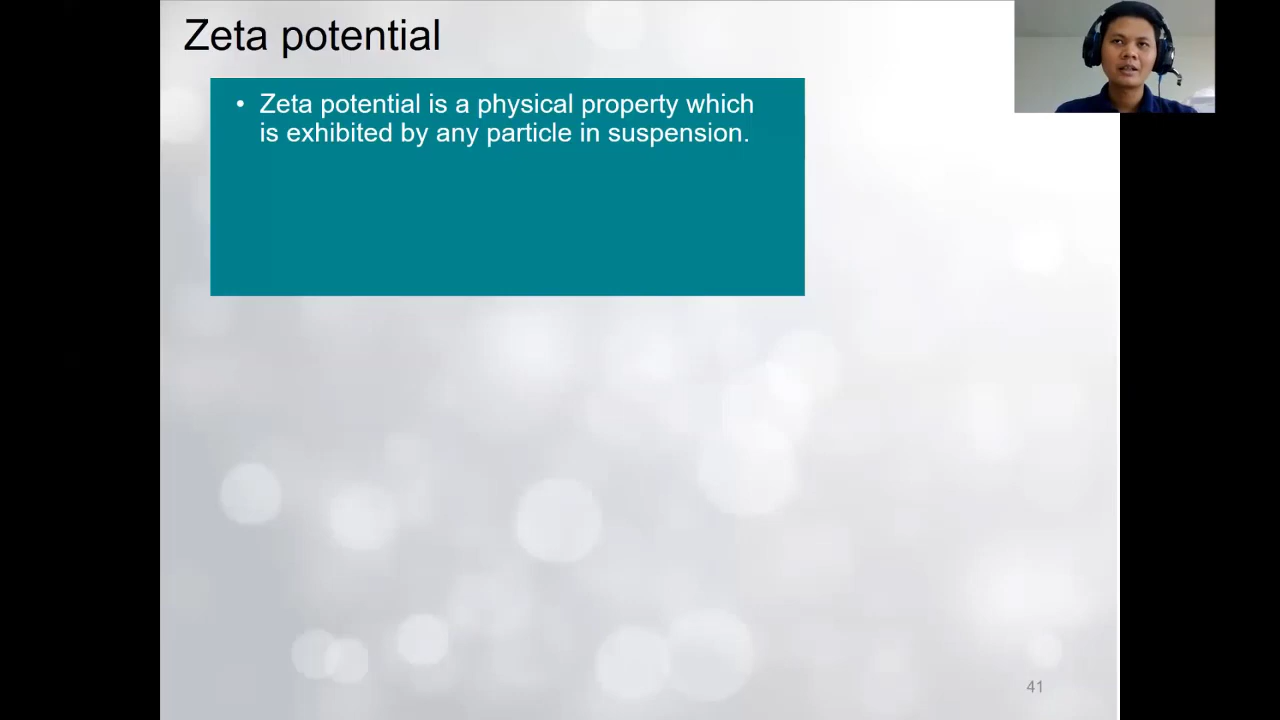 Zeta potential
• Zeta potential is a physical property which
is exhibited by any particle in suspension.
41